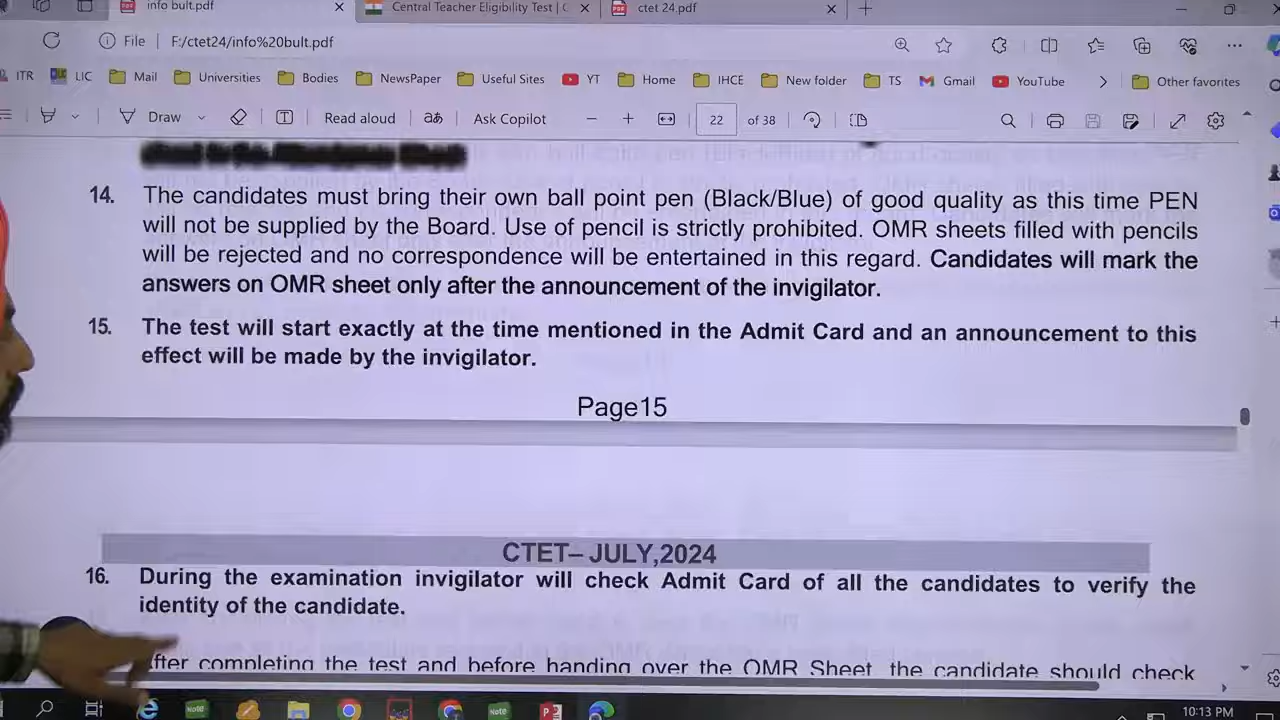 info bult.pdf
Central Teacher Eligibility Test |
ctet 24.pdf
File | F:/ctet24/info%20bult.pdf
ITR LIC Mail Universities Bodies NewsPaper Useful Sites YT Home IHCE New folder TS Gmail YouTube Other favorites
Draw Read aloud aあ Ask Copilot 22 of 38
14. The candidates must bring their own ball point pen (Black/Blue) of good quality as this time PEN
will not be supplied by the Board. Use of pencil is strictly prohibited. OMR sheets filled with pencils
will be rejected and no correspondence will be entertained in this regard. Candidates will mark the
answers on OMR sheet only after the announcement of the invigilator.
15. The test will start exactly at the time mentioned in the Admit Card and an announcement to this
effect will be made by the invigilator.
Page15
CTET– JULY,2024
16. During the examination invigilator will check Admit Card of all the candidates to verify the
identity of the candidate.
fter completing the test and before handing over the OMR Sheet the candidate should check
Note Note
10:13 PM